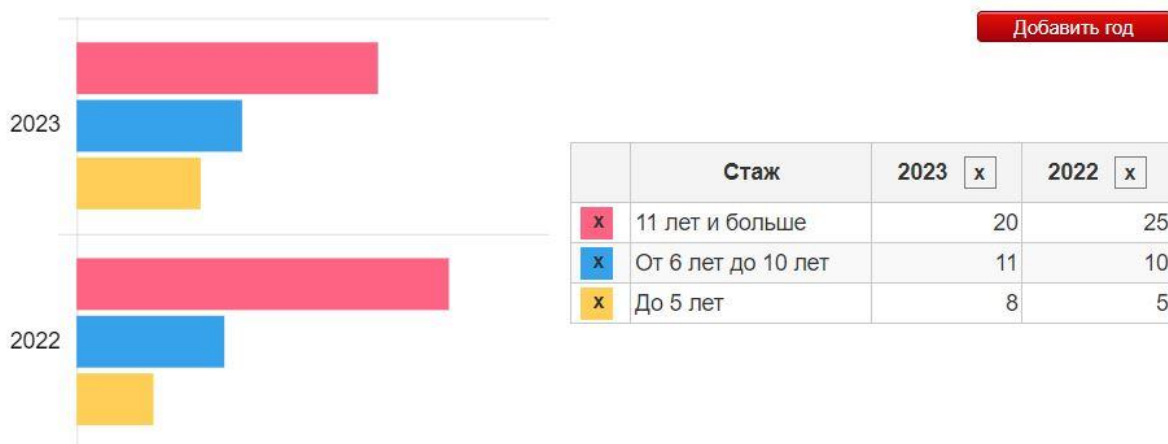 Добавить год
2023
Стаж 2023 x 2022 x
x 11 лет и больше 20 25
x От 6 лет до 10 лет 11 10
x До 5 лет 8 5
2022